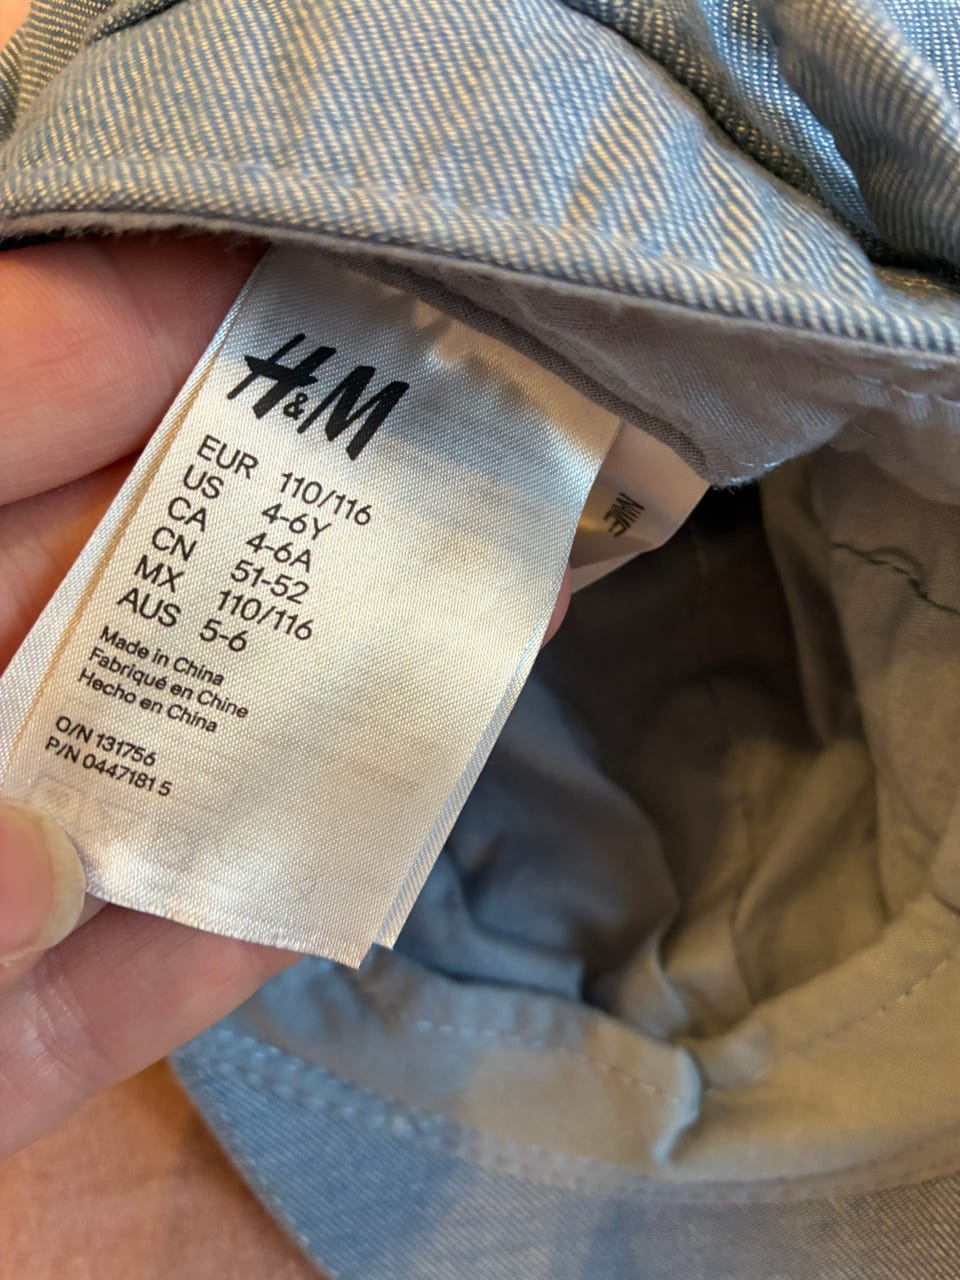 H&M
EUR 110/116
US 4-6Y
CA 4-6A
CN 51-52
MX 110/116
AUS 5-6
Made in China
Fabriqué en Chine
Hecho en China
O/N 131756
P/N 0447181 5